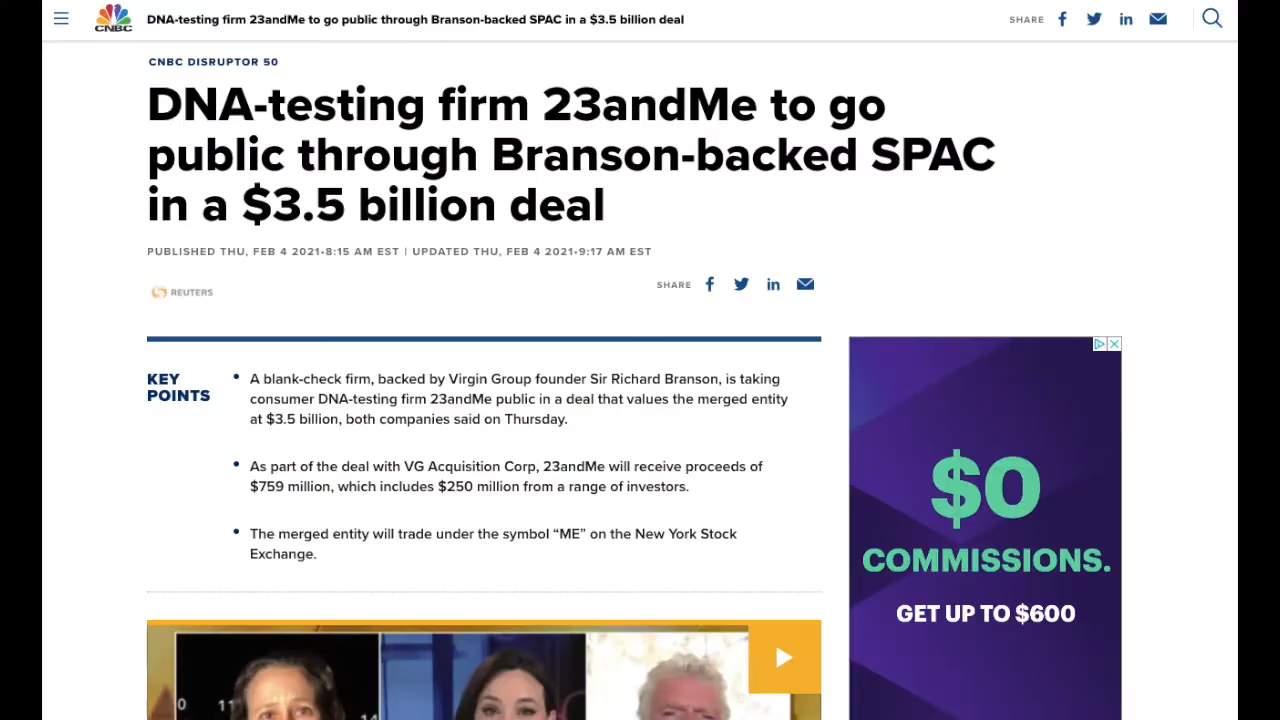 CNBC
DNA-testing firm 23andMe to go public through Branson-backed SPAC in a $3.5 billion deal
SHARE
CNBC DISRUPTOR 50
DNA-testing firm 23andMe to go
public through Branson-backed SPAC
in a $3.5 billion deal
PUBLISHED THU, FEB 4 2021•8:15 AM EST | UPDATED THU, FEB 4 2021•9:17 AM EST
REUTERS
SHARE
KEY
POINTS
• A blank-check firm, backed by Virgin Group founder Sir Richard Branson, is taking
consumer DNA-testing firm 23andMe public in a deal that values the merged entity
at $3.5 billion, both companies said on Thursday.
• As part of the deal with VG Acquisition Corp, 23andMe will receive proceeds of
$759 million, which includes $250 million from a range of investors.
• The merged entity will trade under the symbol “ME” on the New York Stock
Exchange.
$0
COMMISSIONS.
GET UP TO $600